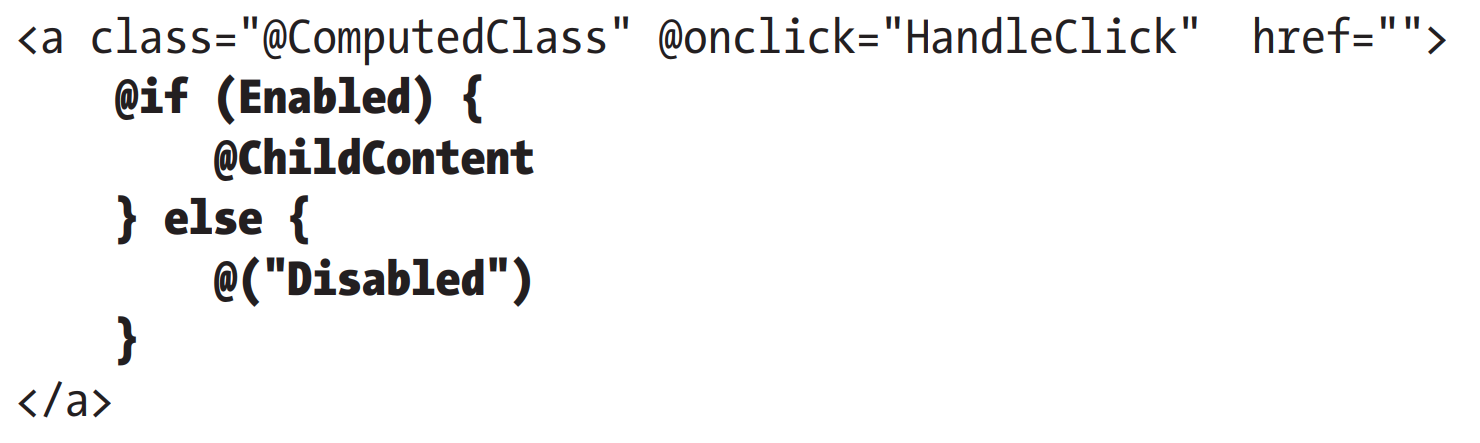 <a class="@ComputedClass" @onclick="HandleClick"  href="">
    @if (Enabled) {
        @ChildContent
    } else {
        @("Disabled")
    }
</a>